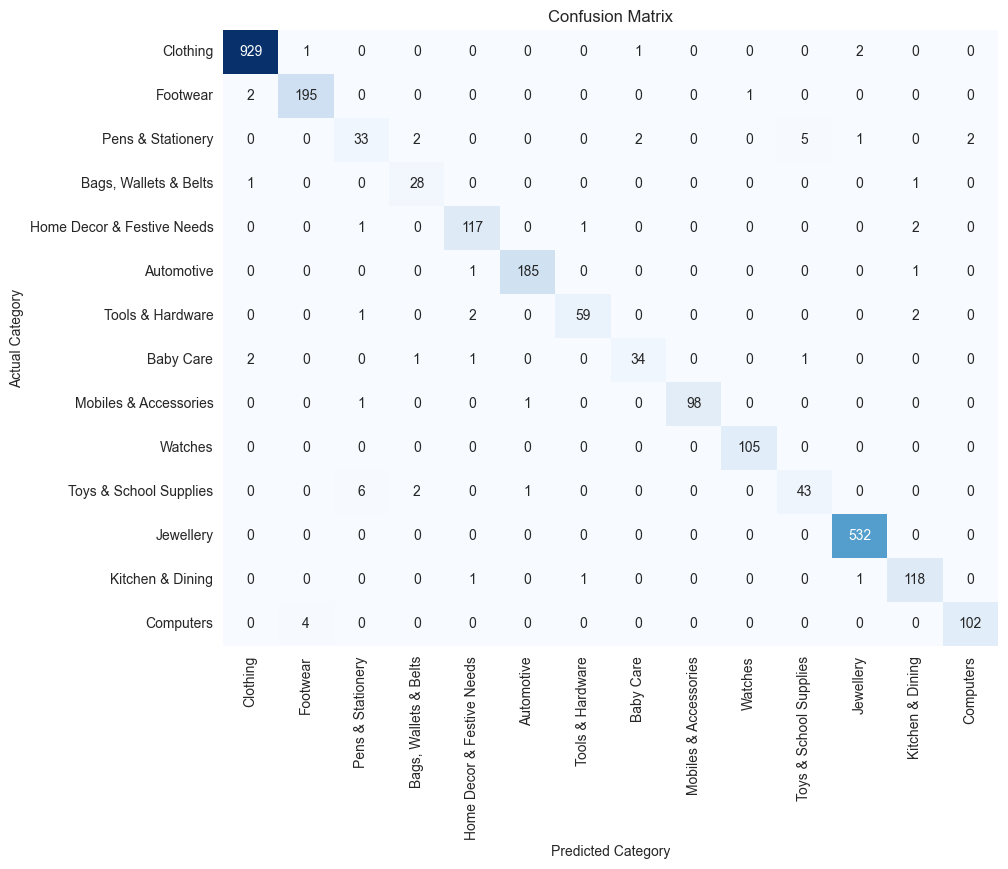 Confusion Matrix
Actual Category
Clothing 929 1 0 0 0 0 0 1 0 0 0 2 0 0
Footwear 2 195 0 0 0 0 0 0 0 1 0 0 0 0
Pens & Stationery 0 0 33 2 0 0 0 2 0 0 5 1 0 2
Bags, Wallets & Belts 1 0 0 28 0 0 0 0 0 0 0 0 1 0
Home Decor & Festive Needs 0 0 1 0 117 0 1 0 0 0 0 0 2 0
Automotive 0 0 0 0 1 185 0 0 0 0 0 0 1 0
Tools & Hardware 0 0 1 0 2 0 59 0 0 0 0 0 2 0
Baby Care 2 0 0 1 1 0 0 34 0 0 1 0 0 0
Mobiles & Accessories 0 0 1 0 0 1 0 0 98 0 0 0 0 0
Watches 0 0 0 0 0 0 0 0 0 105 0 0 0 0
Toys & School Supplies 0 0 6 2 0 1 0 0 0 0 43 0 0 0
Jewellery 0 0 0 0 0 0 0 0 0 0 0 532 0 0
Kitchen & Dining 0 0 0 0 1 0 1 0 0 0 0 1 118 0
Computers 0 4 0 0 0 0 0 0 0 0 0 0 0 102
Clothing
Footwear
Pens & Stationery
Bags, Wallets & Belts
Home Decor & Festive Needs
Automotive
Tools & Hardware
Baby Care
Mobiles & Accessories
Watches
Toys & School Supplies
Jewellery
Kitchen & Dining
Computers
Predicted Category